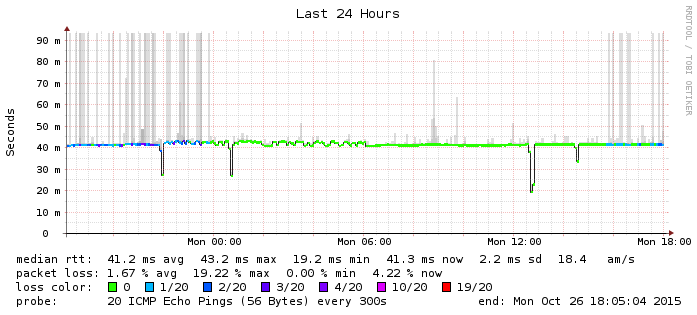 Last 24 Hours
RRDTOOL / TOBI OETIKER
Seconds
90 m
80 m
70 m
60 m
50 m
40 m
30 m
20 m
10 m
0
Mon 00:00 Mon 06:00 Mon 12:00 Mon 18:00
median rtt: 41.2 ms avg 43.2 ms max 19.2 ms min 41.3 ms now 2.2 ms sd 18.4 am/s
packet loss: 1.67 % avg 19.22 % max 0.00 % min 4.22 % now
loss color: 0 1/20 2/20 3/20 4/20 10/20 19/20
probe: 20 ICMP Echo Pings (56 Bytes) every 300s end: Mon Oct 26 18:05:04 2015